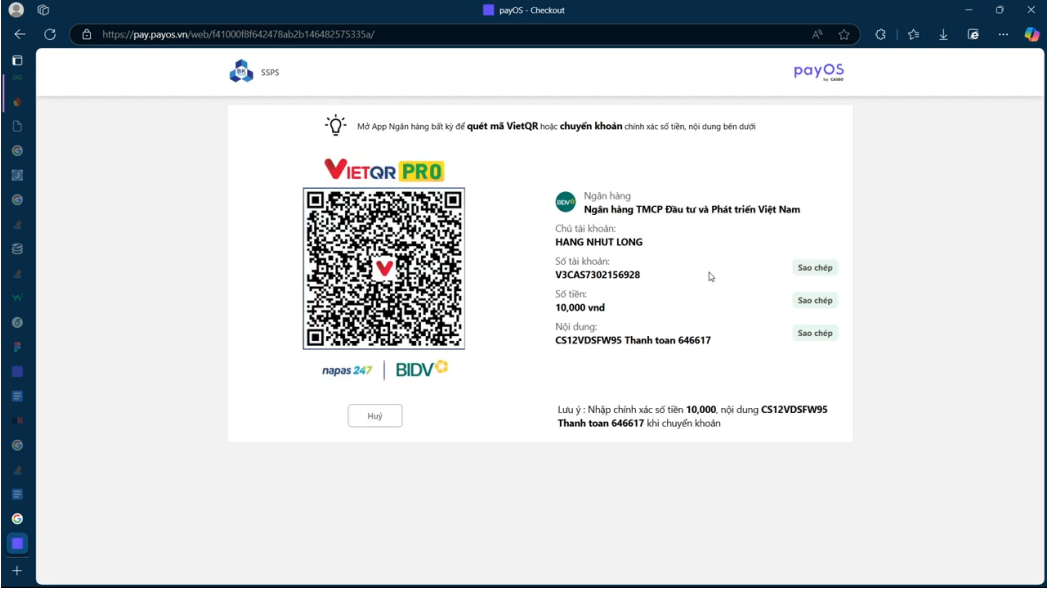 payOS - Checkout
https://pay.payos.vn/web/f41000f8f642478ab2b146482575335a/
BK
SSPS
payOS
by CASSO
Mở App Ngân hàng bất kỳ để quét mã VietQR hoặc chuyển khoản chính xác số tiền, nội dung bên dưới
VIETQR PRO
BIDV
Ngân hàng
Ngân hàng TMCP Đầu tư và Phát triển Việt Nam
Chủ tài khoản:
HANG NHUT LONG
Số tài khoản:
V3CAS7302156928
Sao chép
Số tiền:
10,000 vnd
Sao chép
Nội dung:
CS12VDSFW95 Thanh toan 646617
Sao chép
napas 247
BIDV
Huỷ
Lưu ý : Nhập chính xác số tiền 10,000, nội dung CS12VDSFW95
Thanh toan 646617 khi chuyển khoản